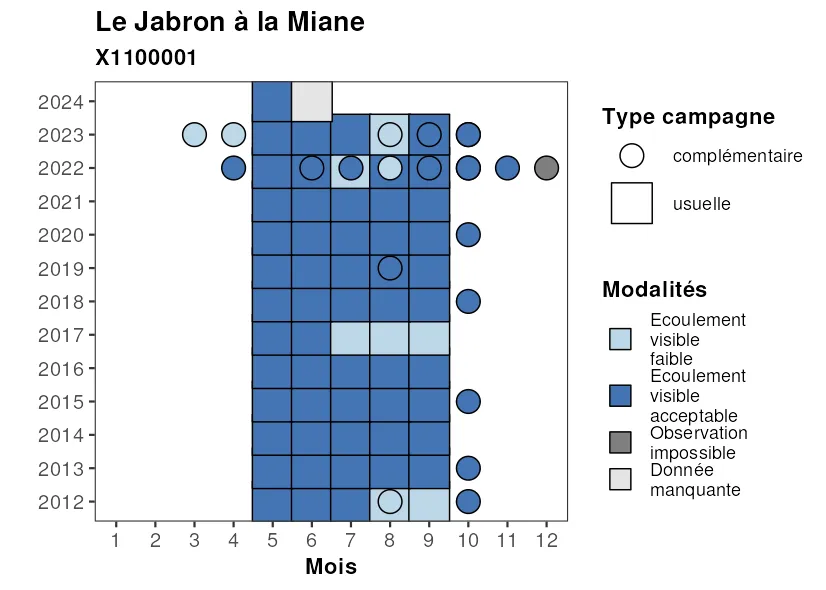 Le Jabron à la Miane
X1100001
2024
2023
2022
2021
2020
2019
2018
2017
2016
2015
2014
2013
2012
1 2 3 4 5 6 7 8 9 10 11 12
Mois
Type campagne
complémentaire
usuelle
Modalités
Ecoulement
visible
faible
Ecoulement
visible
acceptable
Observation
impossible
Donnée
manquante